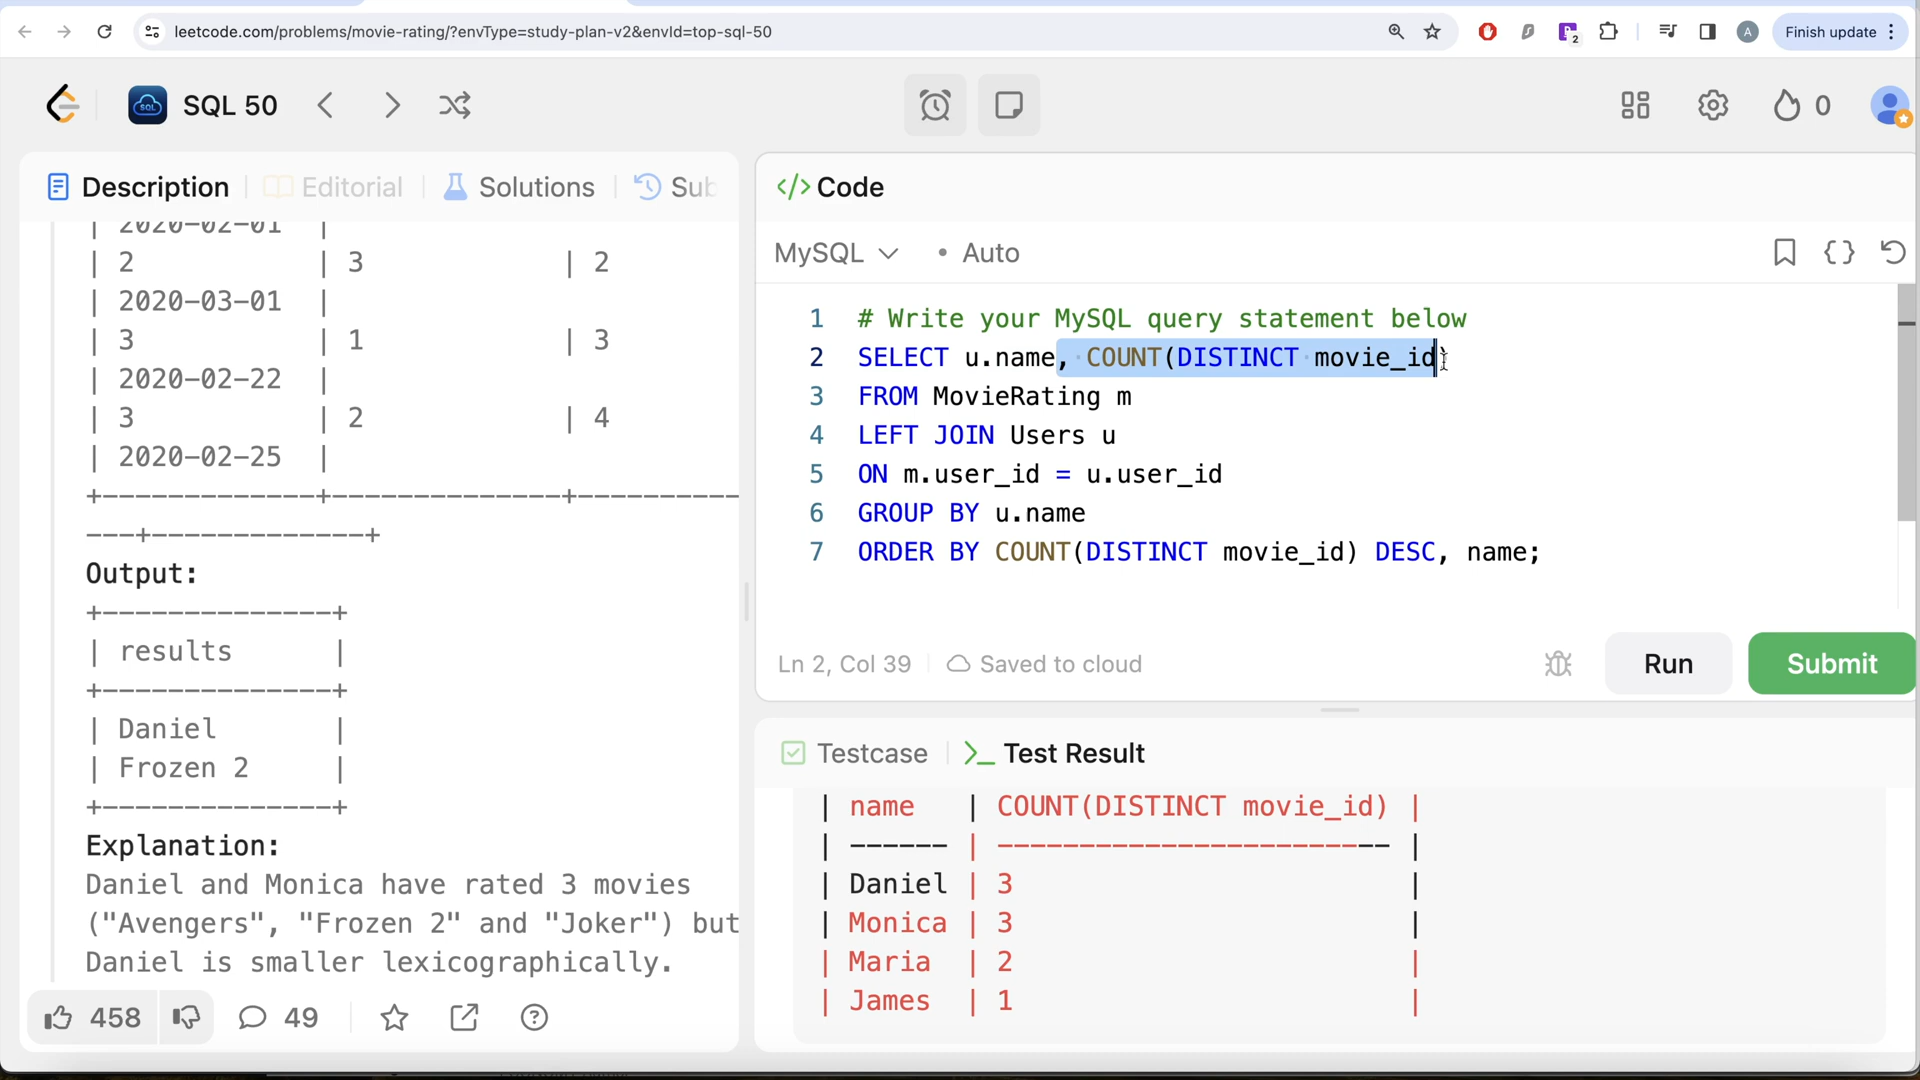 leetcode.com/problems/movie-rating/?envType=study-plan-v2&envId=top-sql-50
2
A
Finish update
SQL
SQL 50
0
Description
Editorial
Solutions
Sub
</> Code
MySQL
• Auto
| 2020-02-01 |
| 2 | 3 | 2
| 2020-03-01 |
| 3 | 1 | 3
| 2020-02-22 |
| 3 | 2 | 4
| 2020-02-25 |
+-------------+-------------+----------
---+-------------+
Output:
+--------------+
| results |
+--------------+
| Daniel |
| Frozen 2 |
+--------------+
Explanation:
Daniel and Monica have rated 3 movies
("Avengers", "Frozen 2" and "Joker") but
Daniel is smaller lexicographically.
458
49
1 # Write your MySQL query statement below
2 SELECT u.name, COUNT(DISTINCT movie_id)
3 FROM MovieRating m
4 LEFT JOIN Users u
5 ON m.user_id = u.user_id
6 GROUP BY u.name
7 ORDER BY COUNT(DISTINCT movie_id) DESC, name;
Ln 2, Col 39
Saved to cloud
Run
Submit
Testcase
>_ Test Result
| name | COUNT(DISTINCT movie_id) |
| ------ | ------------------------ |
| Daniel | 3 |
| Monica | 3 |
| Maria | 2 |
| James | 1 |